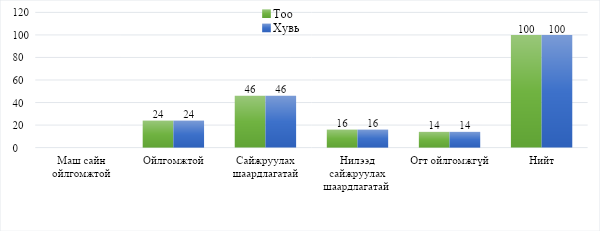 120
100
80
60
40
20
0
Тоо
Хувь
24 24
46 46
16 16
14 14
100 100
Маш сайн
ойлгомжтой
Ойлгомжтой
Сайжруулах
шаардлагатай
Нилээд
сайжруулах
шаардлагатай
Огт ойлгомжгүй
Нийт